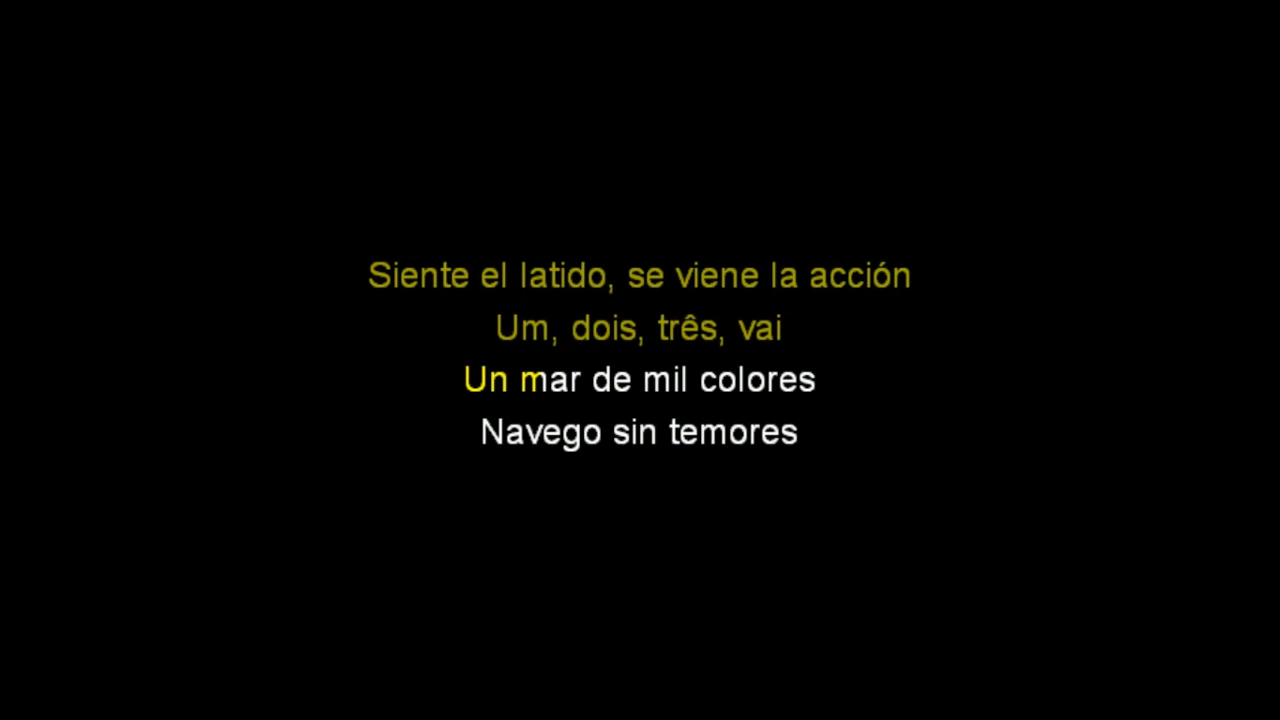 Siente el latido, se viene la acción
Um, dois, três, vai
Un mar de mil colores
Navego sin temores